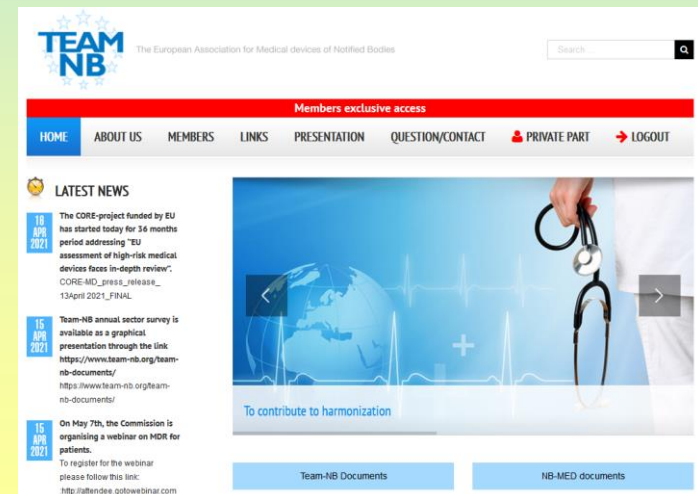 TEAM
NB
The European Association for Medical devices of Notified Bodies
Search ...
Members exclusive access
HOME
ABOUT US
MEMBERS
LINKS
PRESENTATION
QUESTION/CONTACT
PRIVATE PART
LOGOUT
LATEST NEWS
16
APR
2021
The CORE-project funded by EU
has started today for 36 months
period addressing "EU
assessment of high-risk medical
devices faces in-depth review".
CORE-MD_press_release_
13April 2021_FINAL
15
APR
2021
Team-NB annual sector survey is
available as a graphical
presentation through the link
https://www.team-nb.org/team-
nb-documents/
https://www.team-nb.org/team-
nb-documents/
15
APR
2021
On May 7th, the Commission is
organising a webinar on MDR for
patients.
To register for the webinar
please follow this link:
:http://attendee.gotowebinar.com
To contribute to harmonization
Team-NB Documents
NB-MED documents